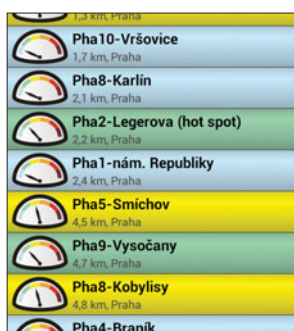 1,3 km, Praha
Pha10-Vršovice
1,7 km, Praha
Pha8-Karlín
2,1 km, Praha
Pha2-Legerova (hot spot)
2,2 km, Praha
Pha1-nám. Republiky
2,4 km, Praha
Pha5-Smíchov
4,5 km, Praha
Pha9-Vysočany
4,7 km, Praha
Pha8-Kobylisy
4,8 km, Praha
Pha4-Braník